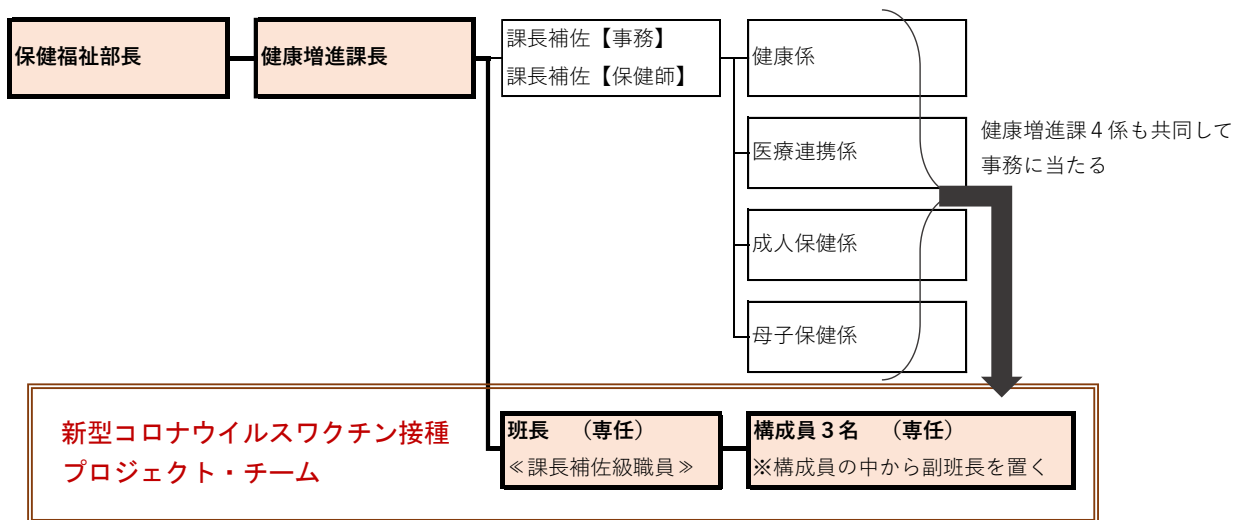 保健福祉部長
健康増進課長
課長補佐【事務】
課長補佐【保健師】
健康係
医療連携係
成人保健係
母子保健係
健康増進課４係も共同して
事務に当たる
新型コロナウイルスワクチン接種
プロジェクト・チーム
班長　（専任）
≪課長補佐級職員≫
構成員３名　（専任）
※構成員の中から副班長を置く